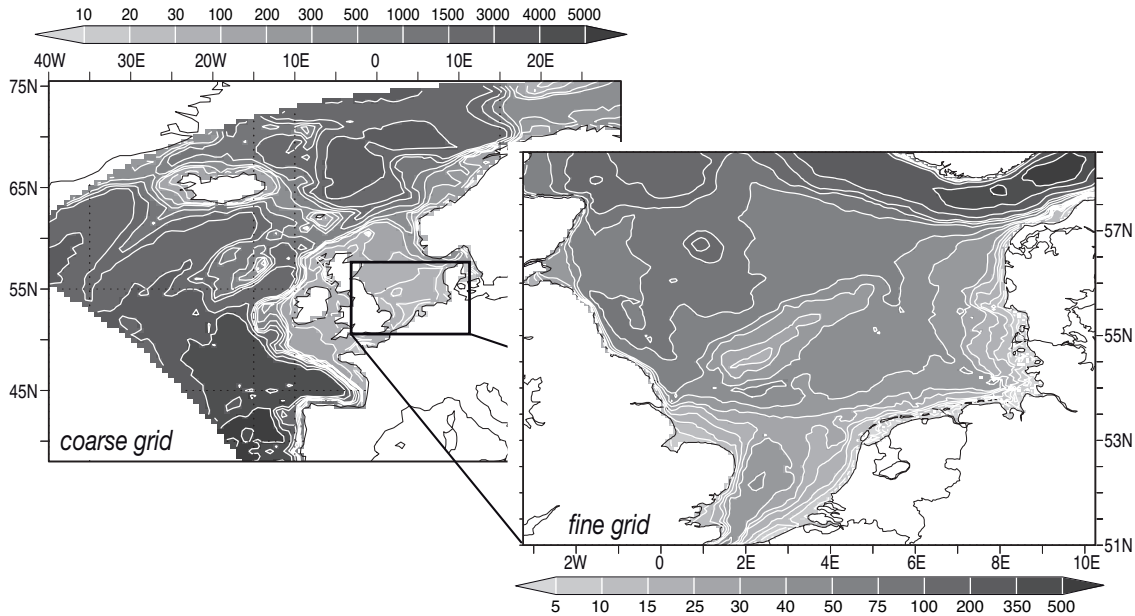 10 20 30 100 200 300 500 1000 1500 3000 4000 5000
40W 30E 20W 10E 0 10E 20E
75N
65N
55N
45N
coarse grid
57N
55N
53N
51N
fine grid
2W 0 2E 4E 6E 8E 10E
5 10 15 25 30 40 50 75 100 200 350 500